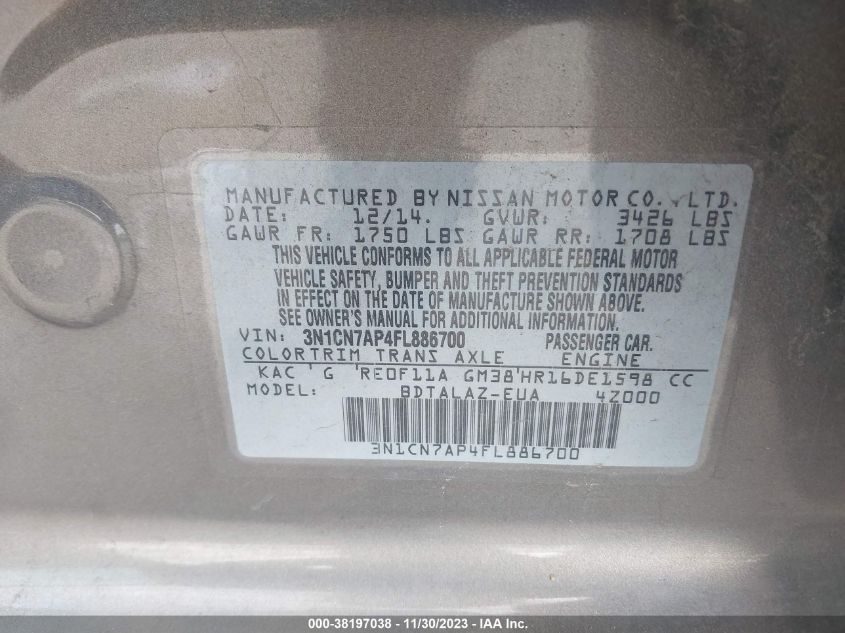 MANUFACTURED BY NISSAN MOTOR CO., LTD.
DATE: 12/14. GVWR: 3426 LBS
GAWR FR: 1750 LBS GAWR RR: 1708 LBS
THIS VEHICLE CONFORMS TO ALL APPLICABLE FEDERAL MOTOR
VEHICLE SAFETY, BUMPER AND THEFT PREVENTION STANDARDS
IN EFFECT ON THE DATE OF MANUFACTURE SHOWN ABOVE.
SEE OWNER'S MANUAL FOR ADDITIONAL INFORMATION.
VIN: 3N1CN7AP4FL886700 PASSENGER CAR.
COLOR TRIM TRANS AXLE ENGINE
KAC ' G 'RE0F11A GM38'HR16DE1598 CC
MODEL: BDTALAZ-EUA 4Z000
3N1CN7AP4FL886700
000-38197038 - 11/30/2023 - IAA Inc.